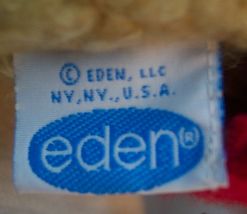 © EDEN, LLC
NY, NY., U.S.A.
eden®